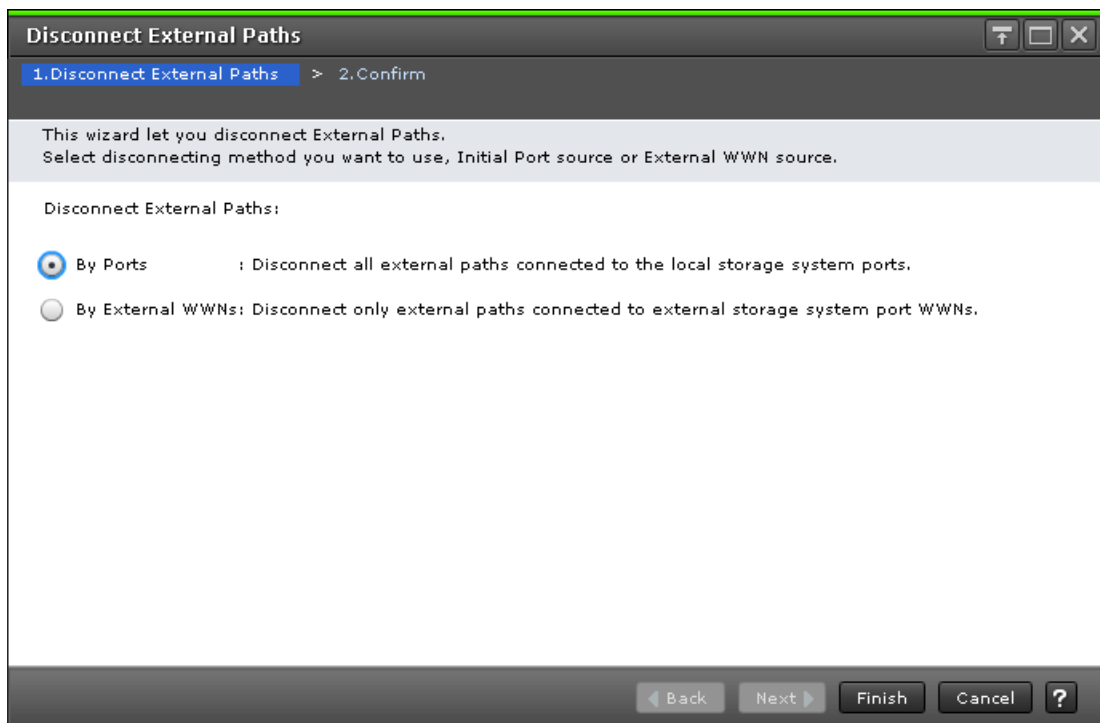 Disconnect External Paths
1.Disconnect External Paths > 2.Confirm
This wizard let you disconnect External Paths.
Select disconnecting method you want to use, Initial Port source or External WWN source.
Disconnect External Paths:
By Ports : Disconnect all external paths connected to the local storage system ports.
By External WWNs: Disconnect only external paths connected to external storage system port WWNs.
Back Next Finish Cancel ?